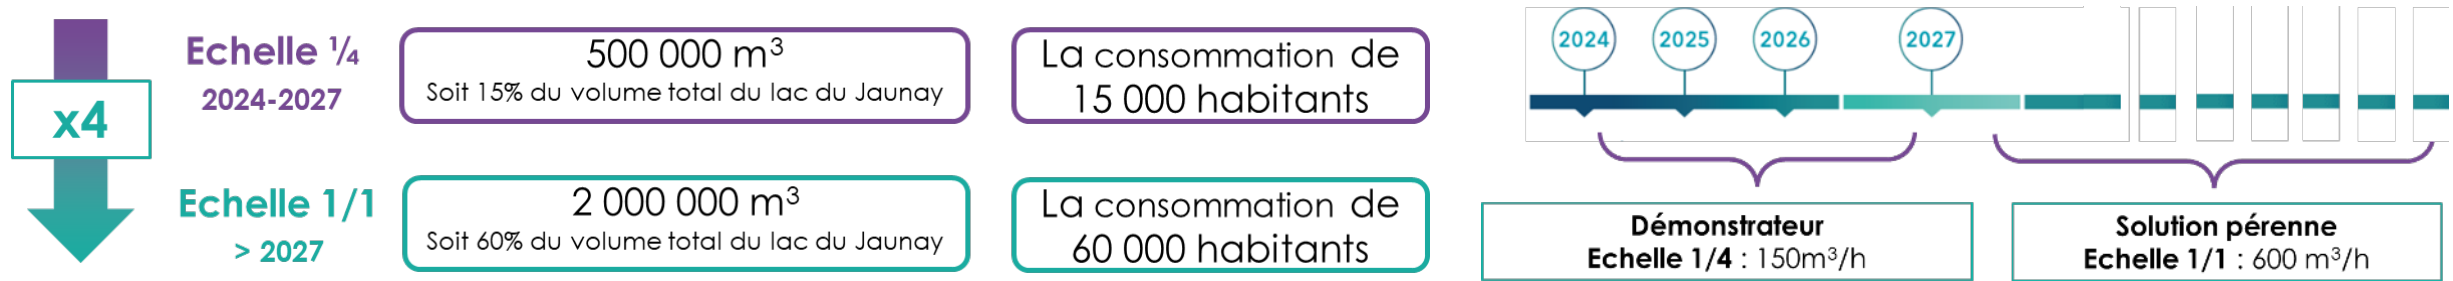 x4
Echelle ¼
2024-2027
500 000 m³
Soit 15% du volume total du lac du Jaunay
La consommation de
15 000 habitants
Echelle 1/1
> 2027
2 000 000 m³
Soit 60% du volume total du lac du Jaunay
La consommation de
60 000 habitants
2024 2025 2026 2027
Démonstrateur
Echelle 1/4 : 150m³/h
Solution pérenne
Echelle 1/1 : 600 m³/h